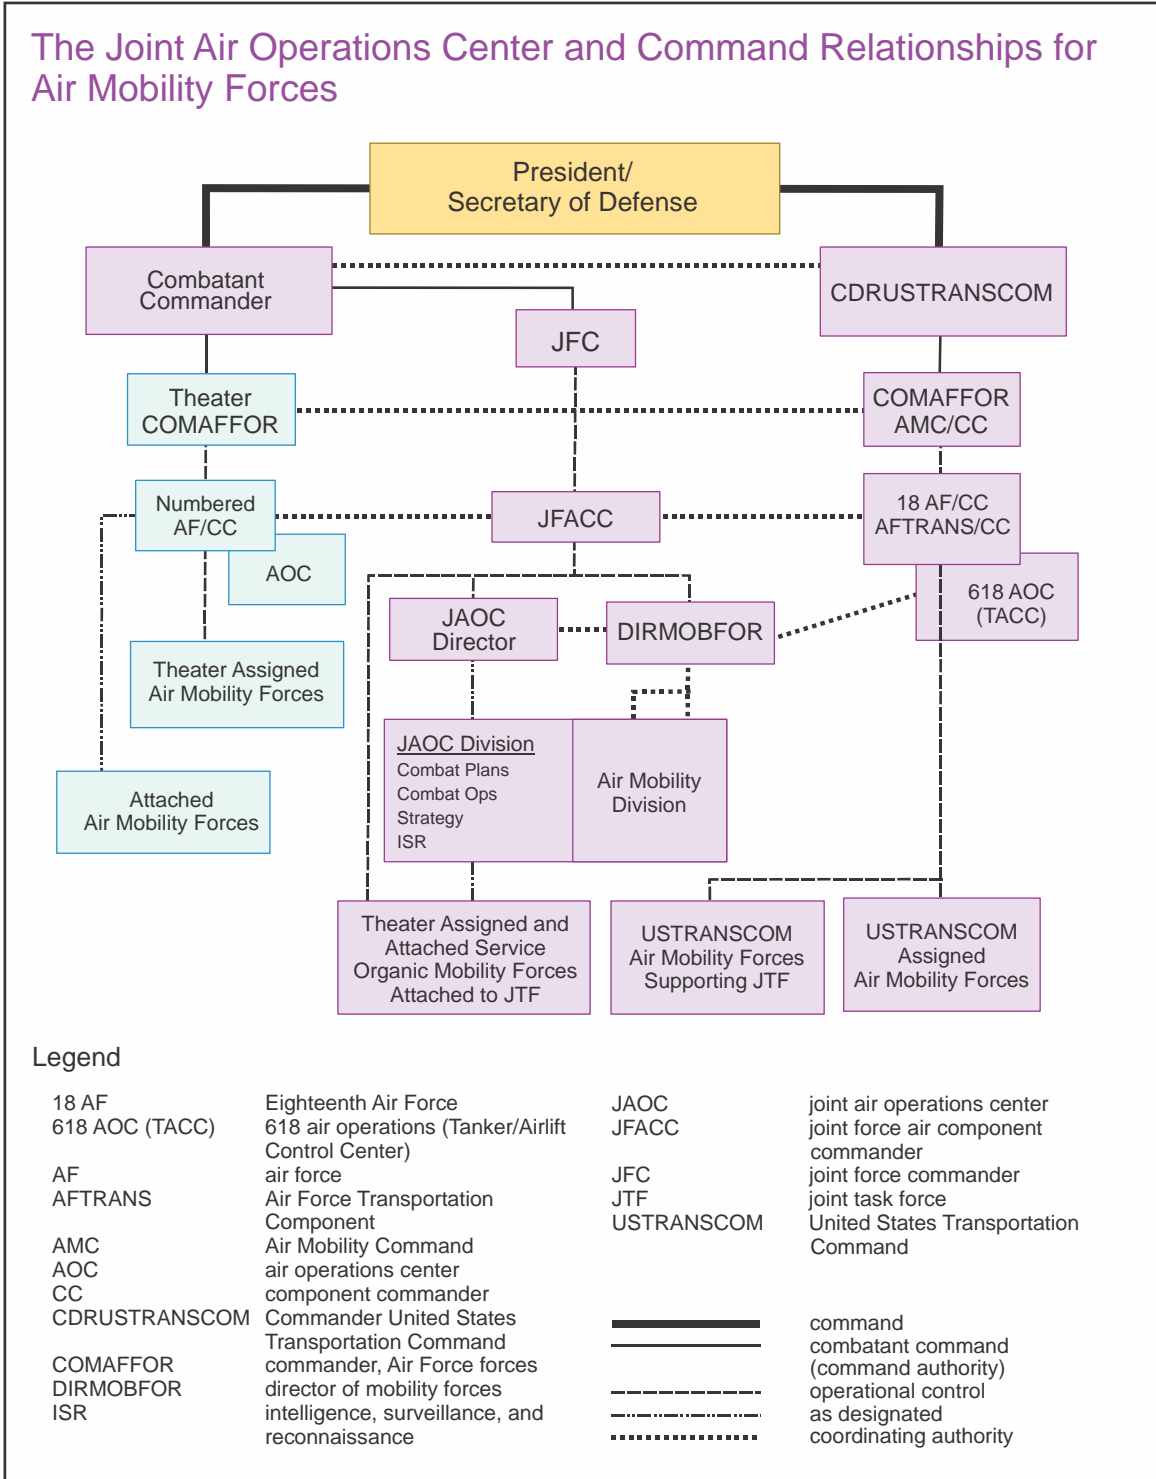 The Joint Air Operations Center and Command Relationships for
Air Mobility Forces
President/
Secretary of Defense
Combatant
Commander
CDRUSTRANSCOM
JFC
Theater
COMAFFOR
COMAFFOR
AMC/CC
Numbered
AF/CC
AOC
JFACC
18 AF/CC
AFTRANS/CC
618 AOC
(TACC)
JAOC
Director
DIRMOBFOR
Theater Assigned
Air Mobility Forces
JAOC Division
Combat Plans
Combat Ops
Strategy
ISR
Air Mobility
Division
Attached
Air Mobility Forces
Theater Assigned and
Attached Service
Organic Mobility Forces
Attached to JTF
USTRANSCOM
Air Mobility Forces
Supporting JTF
USTRANSCOM
Assigned
Air Mobility Forces
Legend
18 AF Eighteenth Air Force
618 AOC (TACC) 618 air operations (Tanker/Airlift
Control Center)
AF air force
AFTRANS Air Force Transportation
Component
AMC Air Mobility Command
AOC air operations center
CC component commander
CDRUSTRANSCOM Commander United States
Transportation Command
COMAFFOR commander, Air Force forces
DIRMOBFOR director of mobility forces
ISR intelligence, surveillance, and
reconnaissance
JAOC joint air operations center
JFACC joint force air component
commander
JFC joint force commander
JTF joint task force
USTRANSCOM United States Transportation
Command
command
combatant command
(command authority)
operational control
as designated
coordinating authority